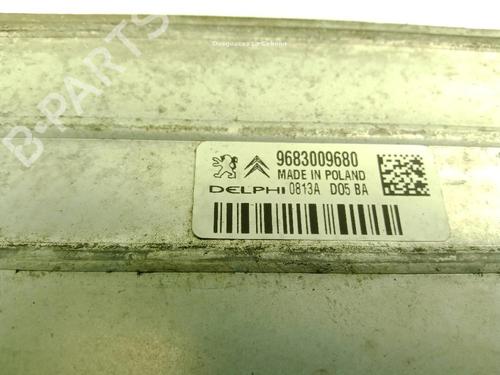 Desguaces La Cabaña
B-PARTS
9683009680
MADE IN POLAND
DELPHI 0813A D05 BA